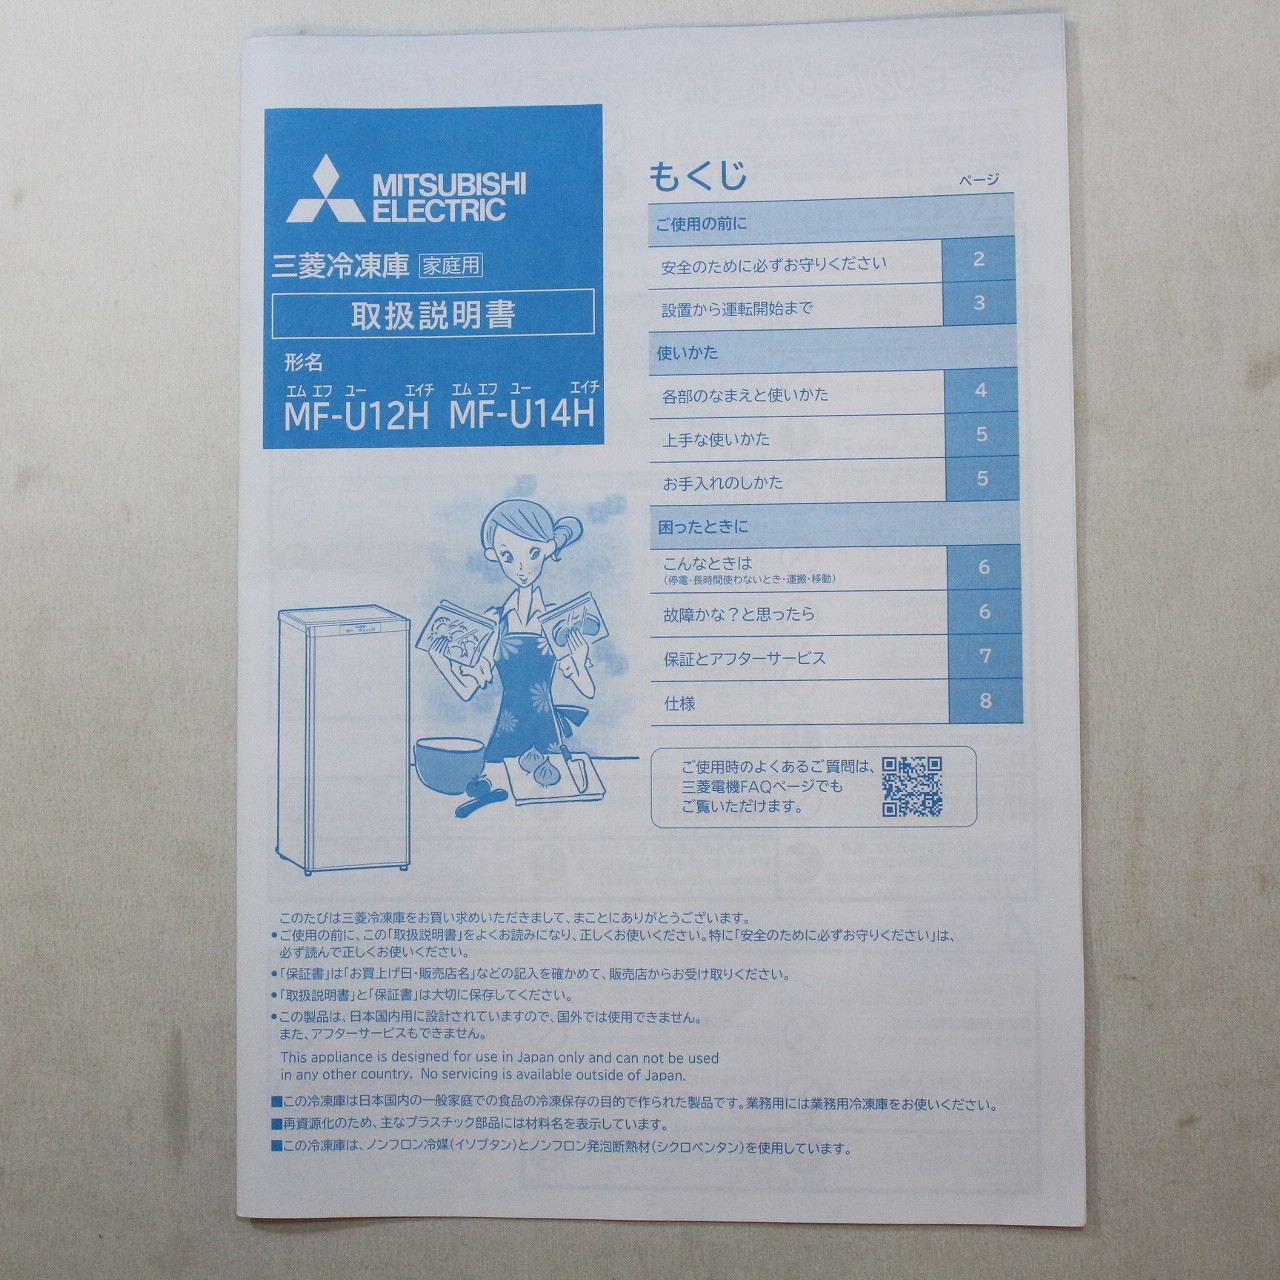 MITSUBISHI
ELECTRIC
三菱冷凍庫 家庭用
取扱説明書
形名
エム エフ ユー エイチ エム エフ ユー エイチ
MF-U12H MF-U14H
もくじ ページ
ご使用の前に
安全のために必ずお守りください 2
設置から運転開始まで 3
使いかた
各部のなまえと使いかた 4
上手な使いかた 5
お手入れのしかた 5
困ったときに
こんなときは 6
(停電・長時間使わないとき・運搬・移動)
故障かな？と思ったら 6
保証とアフターサービス 7
仕様 8
ご使用時のよくあるご質問は、
三菱電機FAQページでも
ご覧いただけます。
このたびは三菱冷凍庫をお買い求めいただきまして、まことにありがとうございます。
●ご使用の前に、この「取扱説明書」をよくお読みになり、正しくお使いください。特に「安全のために必ずお守りください」は、
必ず読んで正しくお使いください。
●「保証書」は「お買上げ日・販売店名」などの記入を確かめて、販売店からお受け取りください。
●「取扱説明書」と「保証書」は大切に保存してください。
●この製品は、日本国内用に設計されていますので、国外では使用できません。
また、アフターサービスもできません。
This appliance is designed for use in Japan only and can not be used
in any other country. No servicing is available outside of Japan.
■この冷凍庫は日本国内の一般家庭での食品の冷凍保存の目的で作られた製品です。業務用には業務用冷凍庫をお使いください。
■再資源化のため、主なプラスチック部品には材料名を表示しています。
■この冷凍庫は、ノンフロン冷媒(イソブタン)とノンフロン発泡断熱材(シクロペンタン)を使用しています。